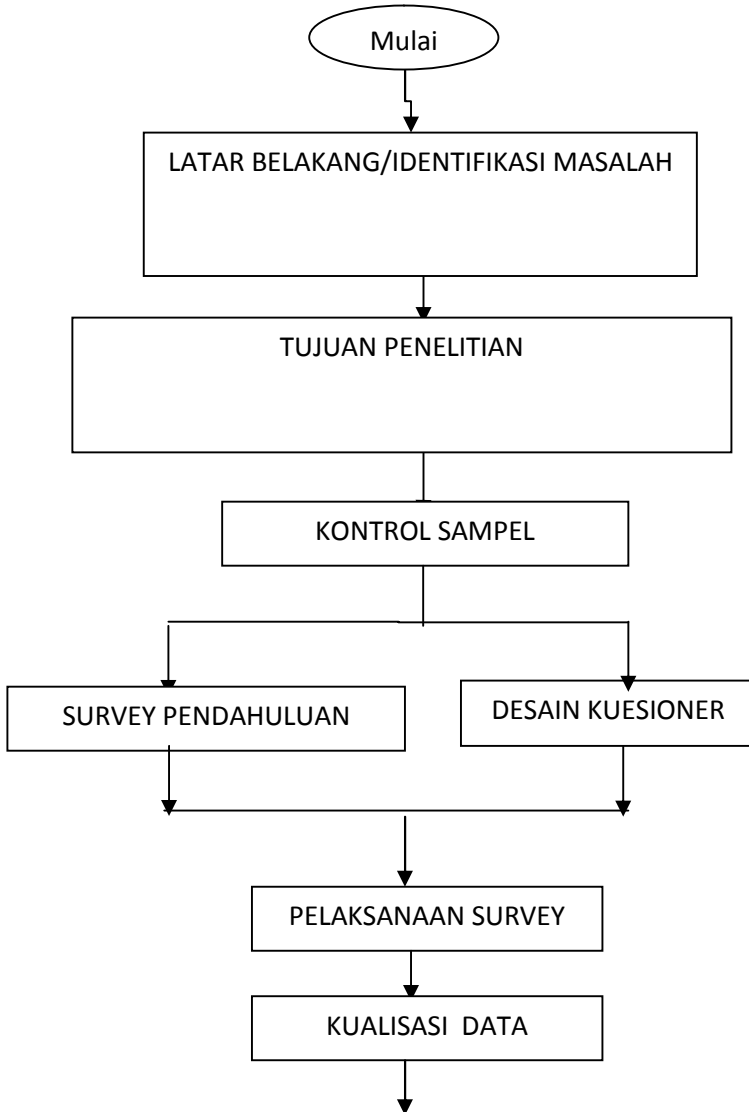 Mulai
LATAR BELAKANG/IDENTIFIKASI MASALAH
TUJUAN PENELITIAN
KONTROL SAMPEL
SURVEY PENDAHULUAN
DESAIN KUESIONER
PELAKSANAAN SURVEY
KUALISASI DATA